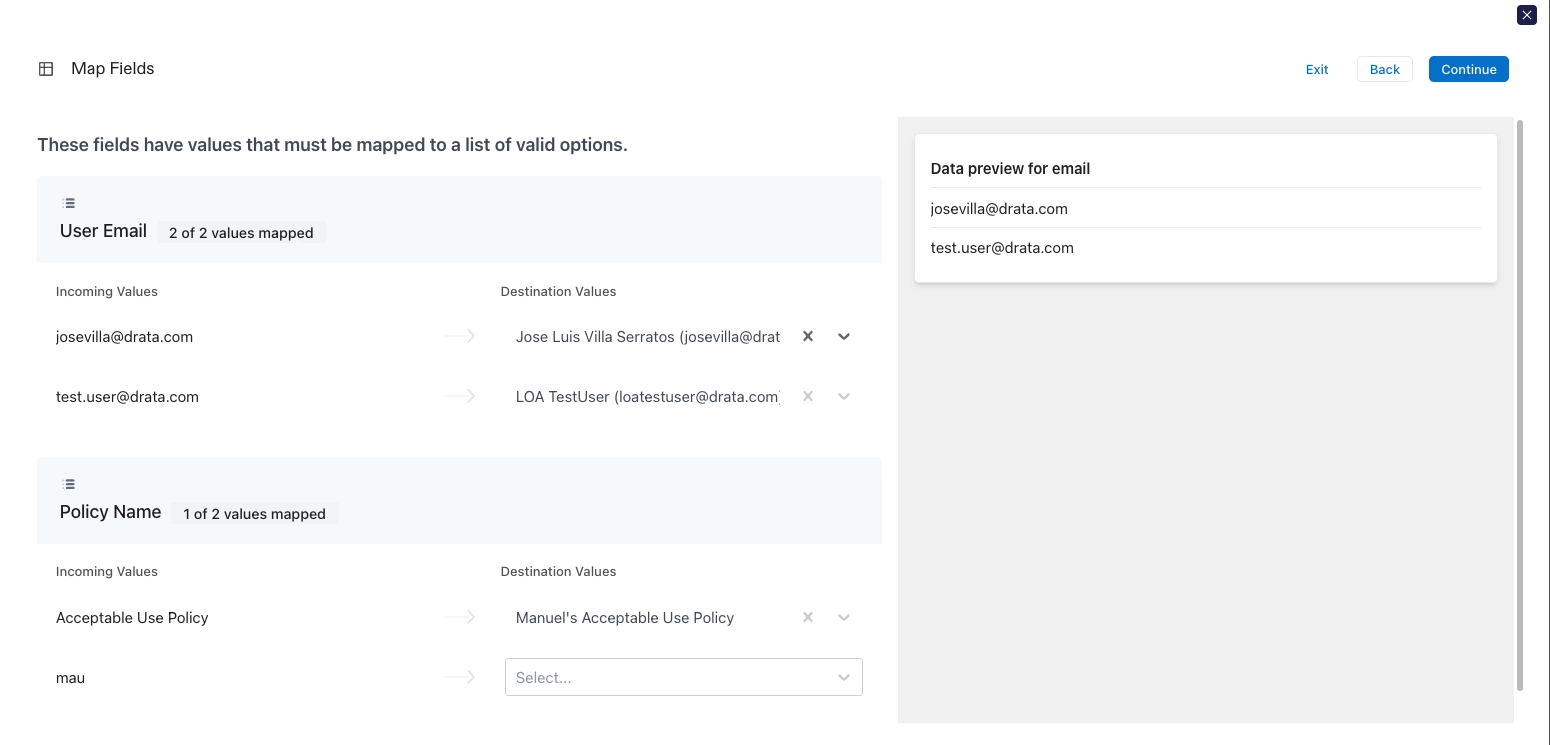 Map Fields
Exit
Back
Continue
These fields have values that must be mapped to a list of valid options.
User Email
2 of 2 values mapped
Incoming Values
Destination Values
josevilla@drata.com
Jose Luis Villa Serratos (josevilla@drat
test.user@drata.com
LOA TestUser (loatestuser@drata.com)
Policy Name
1 of 2 values mapped
Incoming Values
Destination Values
Acceptable Use Policy
Manuel's Acceptable Use Policy
mau
Select...
Data preview for email
josevilla@drata.com
test.user@drata.com